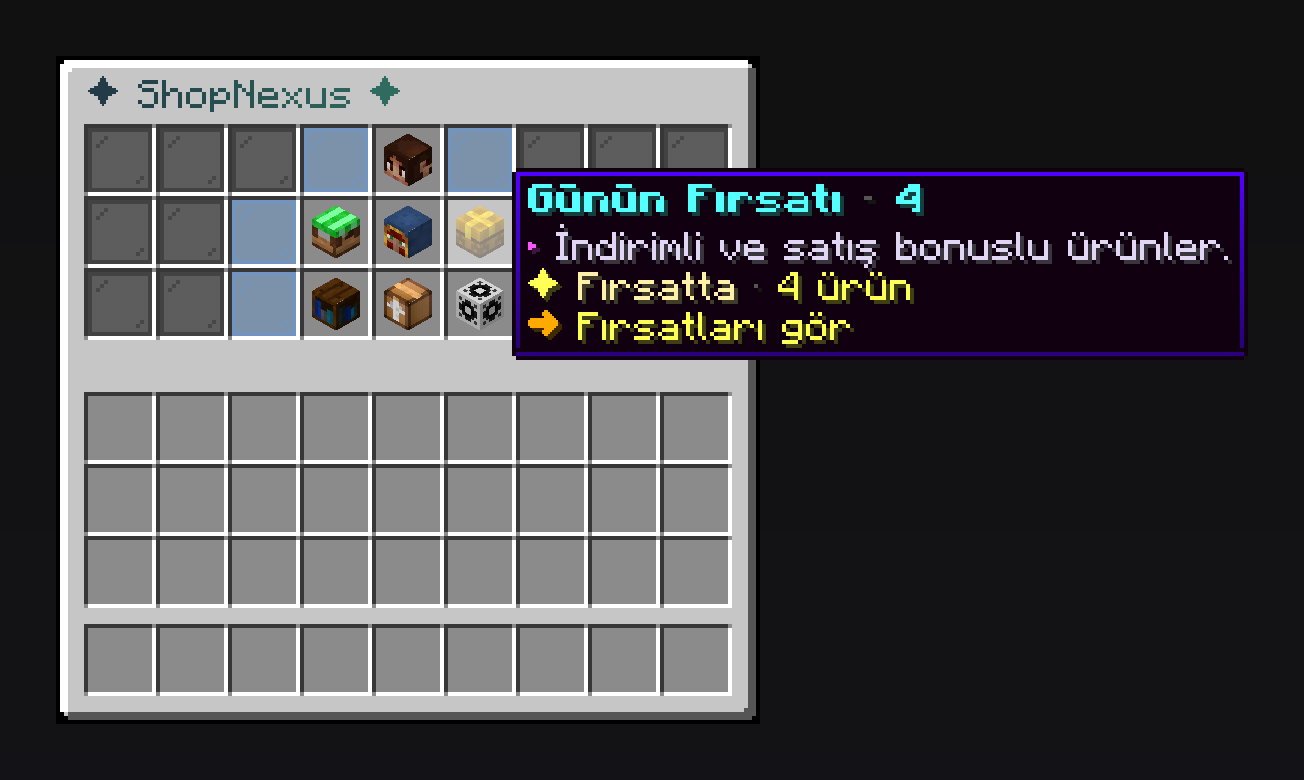 ✦ ShopNexus ✦
Günün Fırsatı · 4
▸ İndirimli ve satış bonuslu ürünler.
✦ Fırsatta · 4 ürün
➡ Fırsatları gör